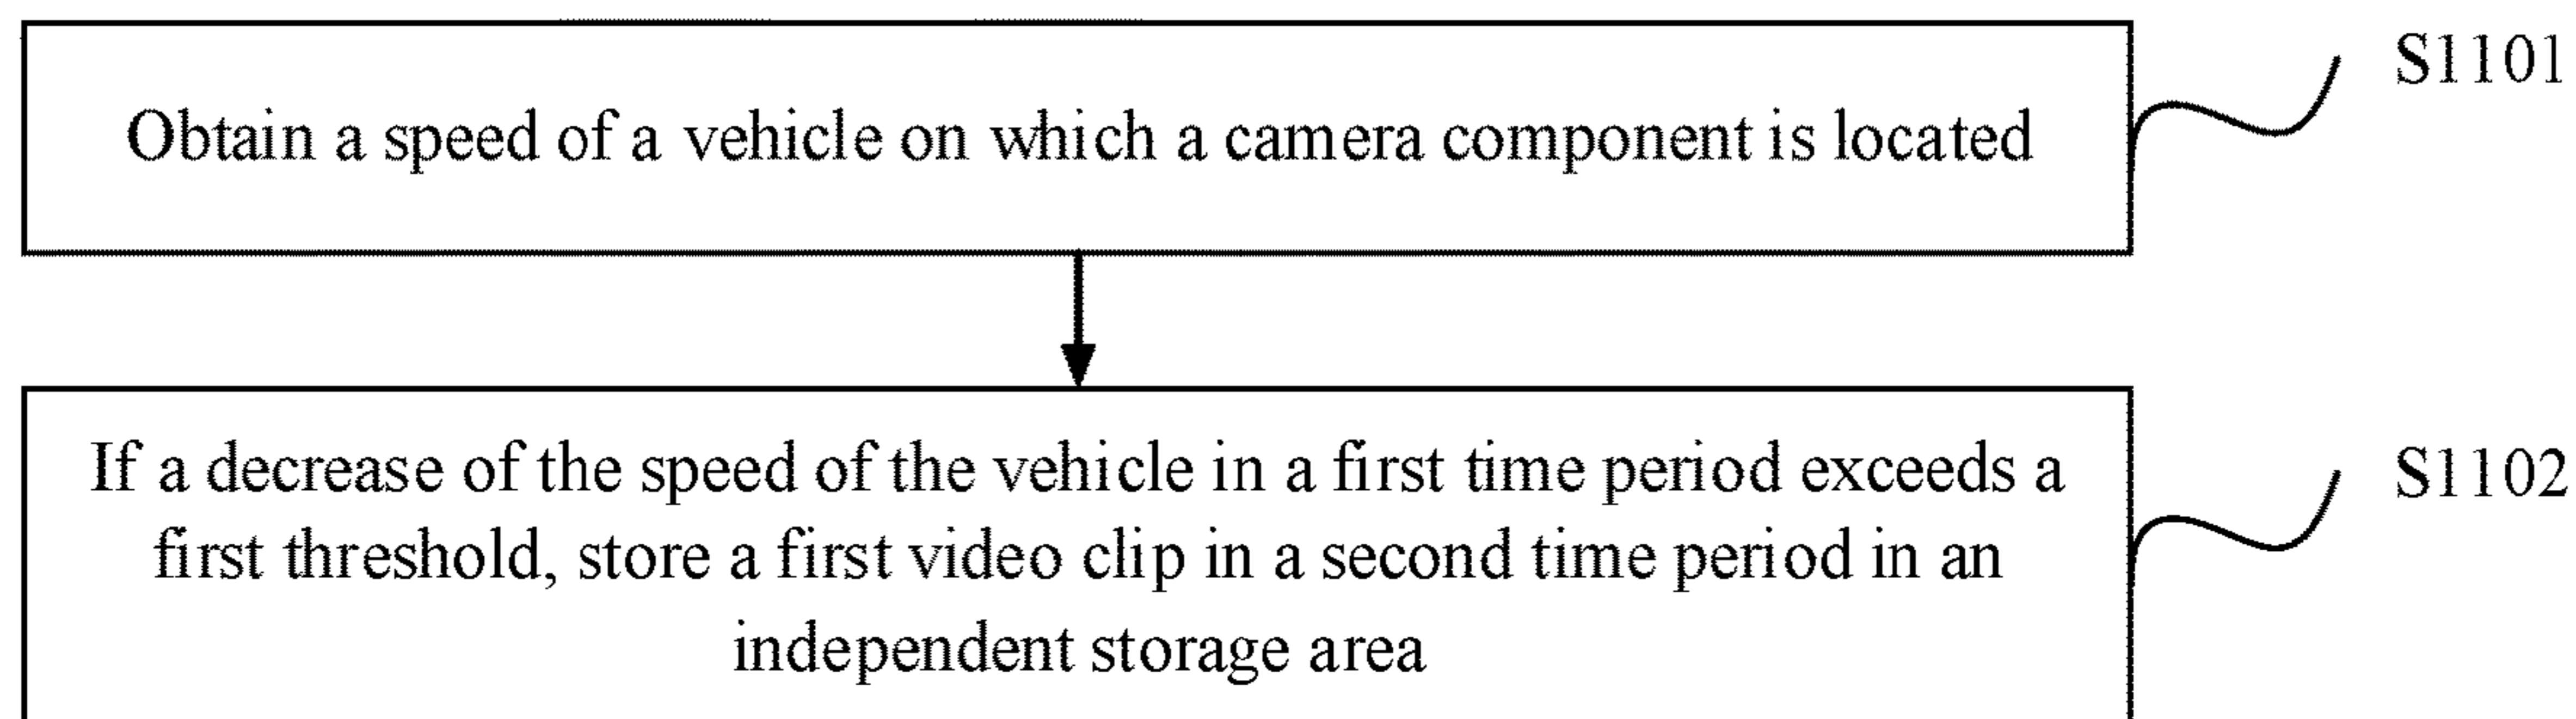 S1101
Obtain a speed of a vehicle on which a camera component is located
If a decrease of the speed of the vehicle in a first time period exceeds a
S1102
first threshold, store a first video clip in a second time period in an
independent storage area